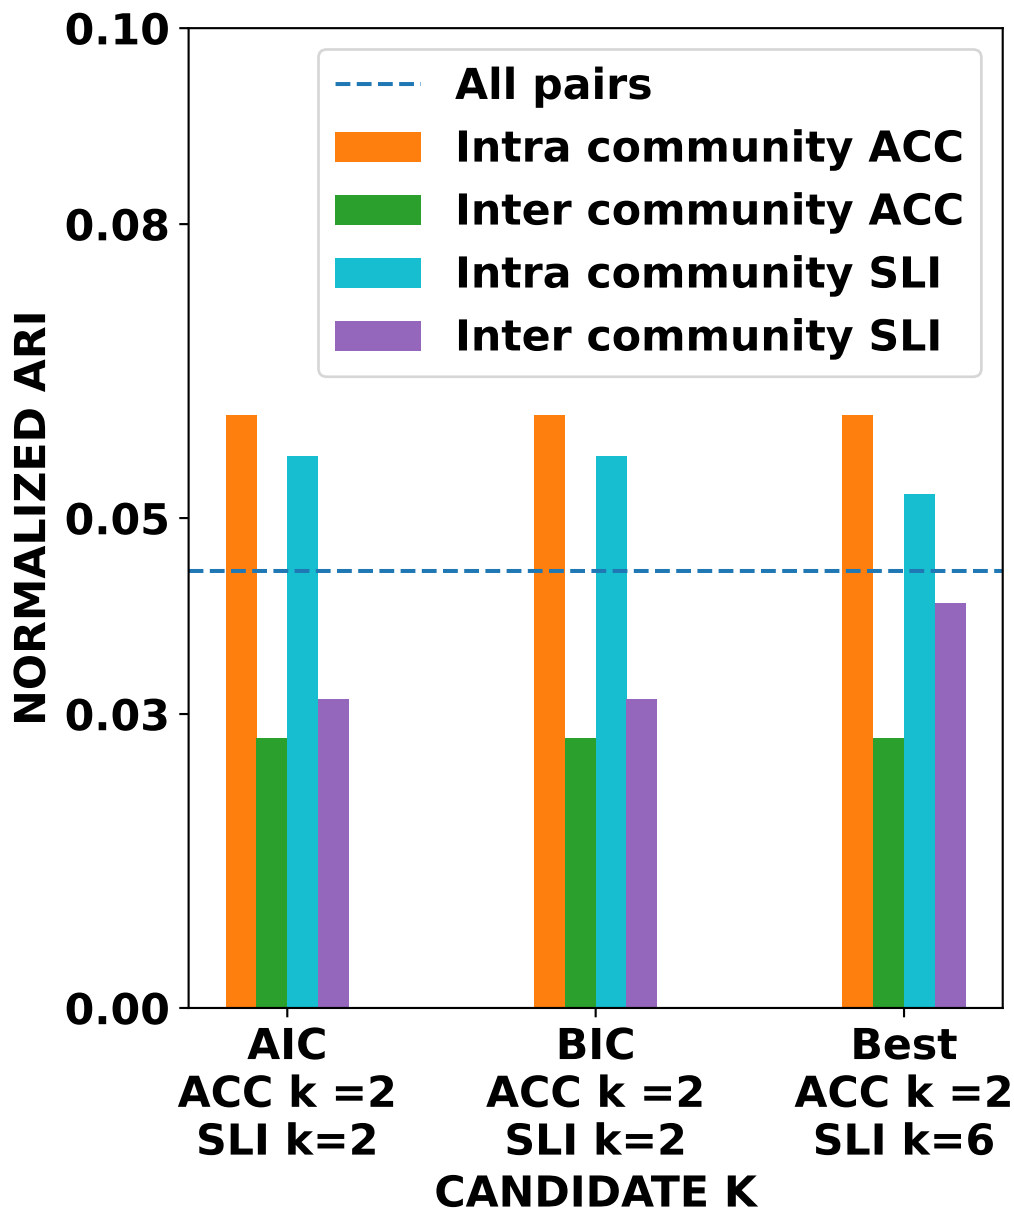 0.10
0.08
0.05
0.03
0.00
NORMALIZED ARI
All pairs
Intra community ACC
Inter community ACC
Intra community SLI
Inter community SLI
AIC
ACC k =2
SLI k=2
BIC
ACC k =2
SLI k=2
Best
ACC k =2
SLI k=6
CANDIDATE K